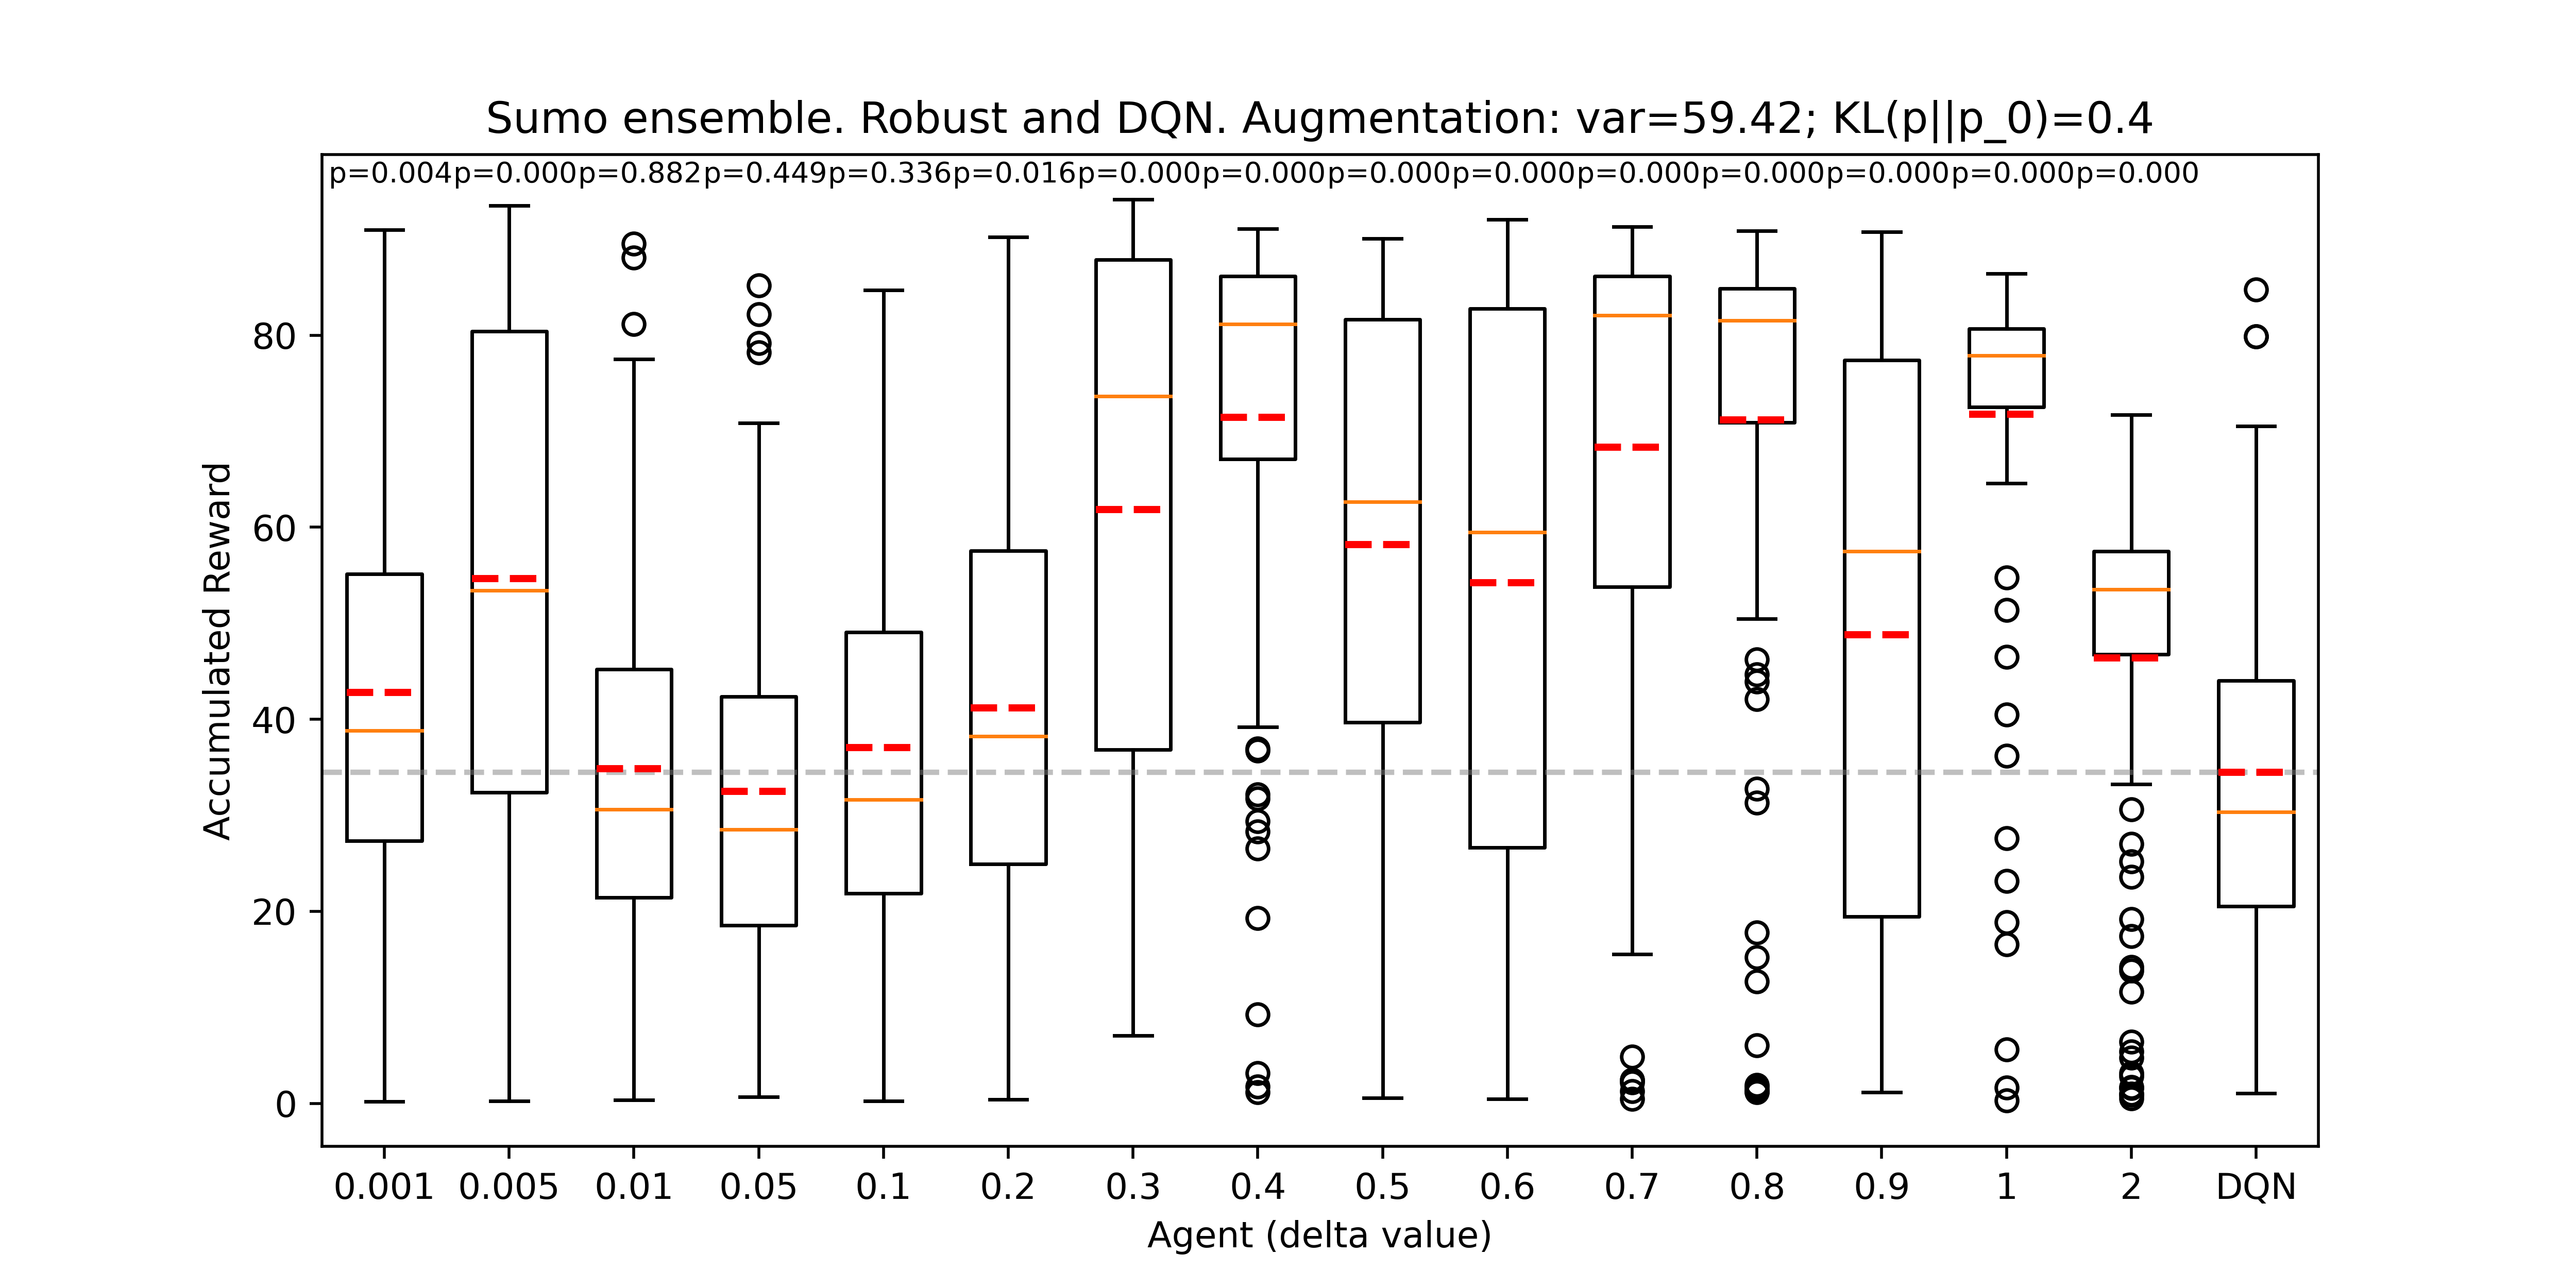 Sumo ensemble. Robust and DQN. Augmentation: var=59.42; KL(p||p_0)=0.4
p=0.004p=0.000p=0.882p=0.449p=0.336p=0.016p=0.000p=0.000p=0.000p=0.000p=0.000p=0.000p=0.000p=0.000p=0.000
Accumulated Reward
80
60
40
20
0
0.001 0.005 0.01 0.05 0.1 0.2 0.3 0.4 0.5 0.6 0.7 0.8 0.9 1 2 DQN
Agent (delta value)